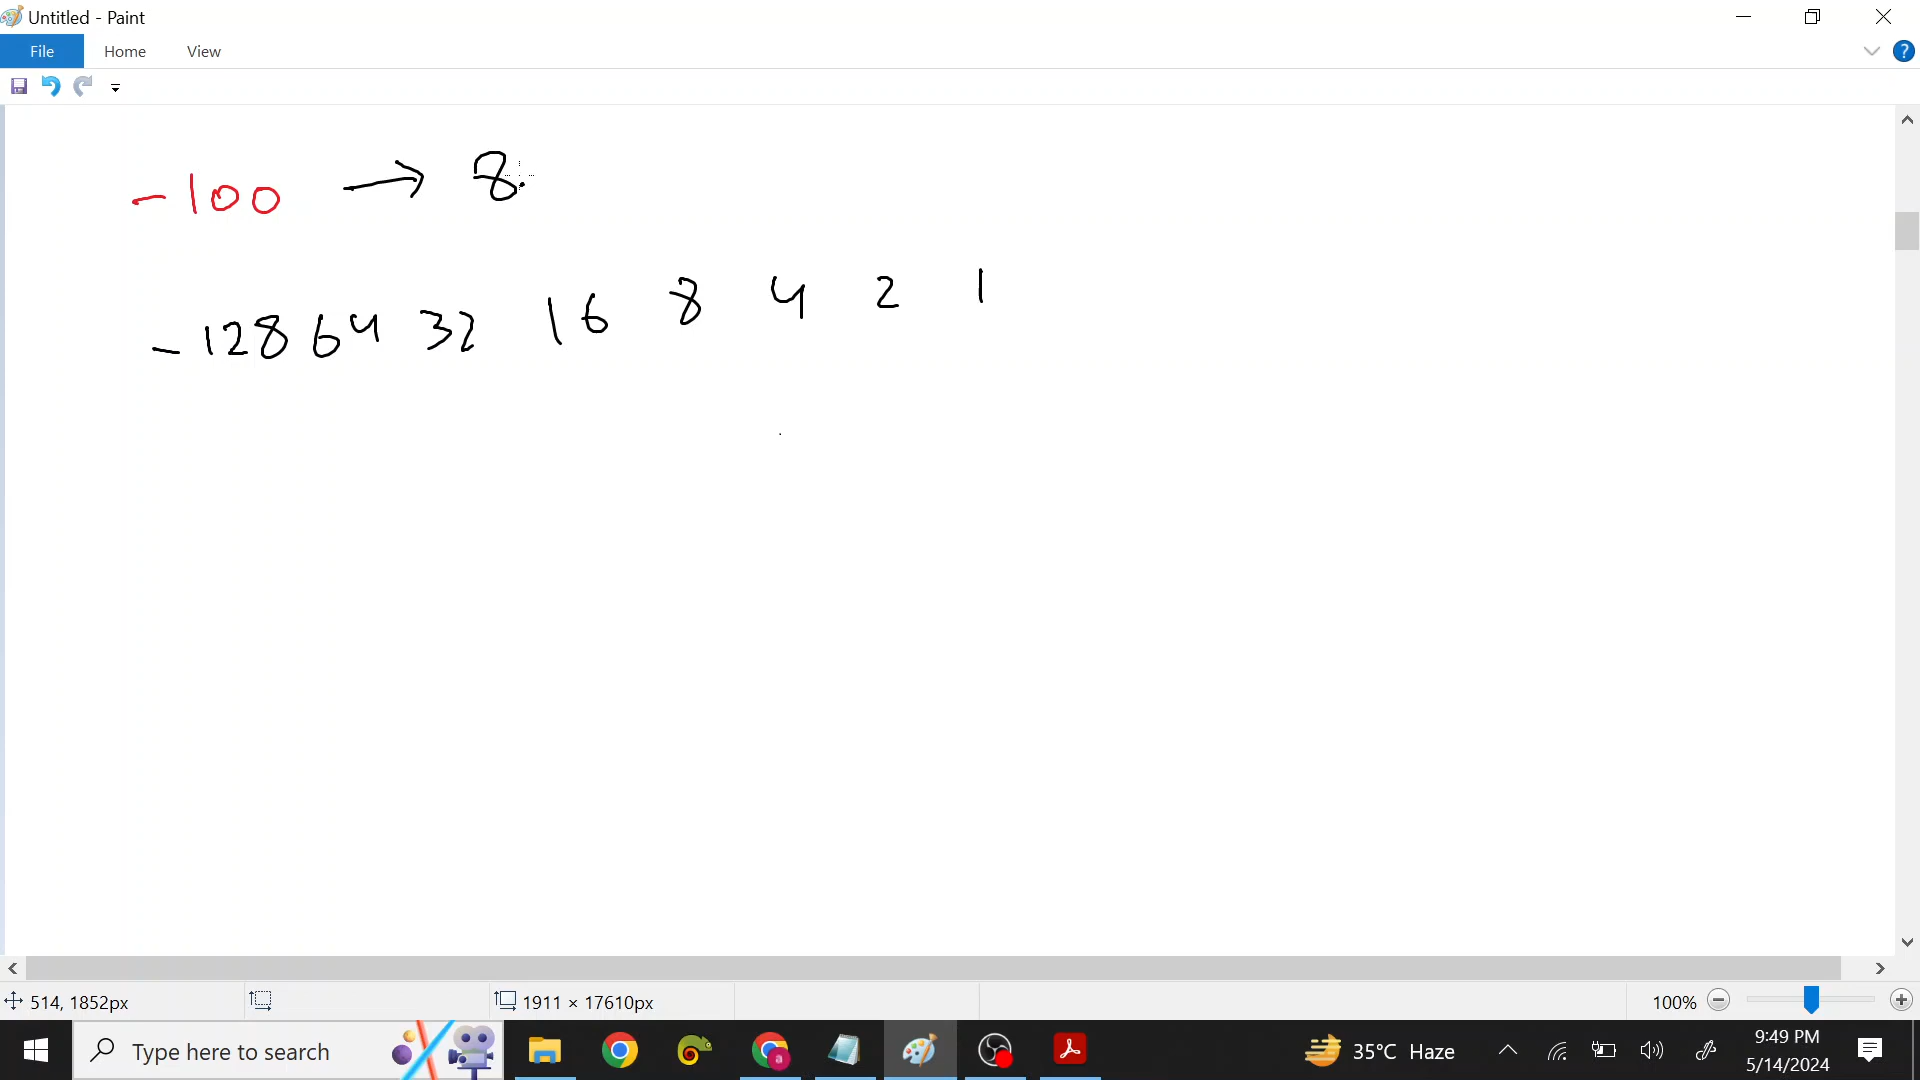 Untitled - Paint
File Home View
-100 → 8
-128 64 32 16 8 4 2 1
514, 1852px 1911 × 17610px 100%
Type here to search 35°C Haze 9:49 PM
5/14/2024